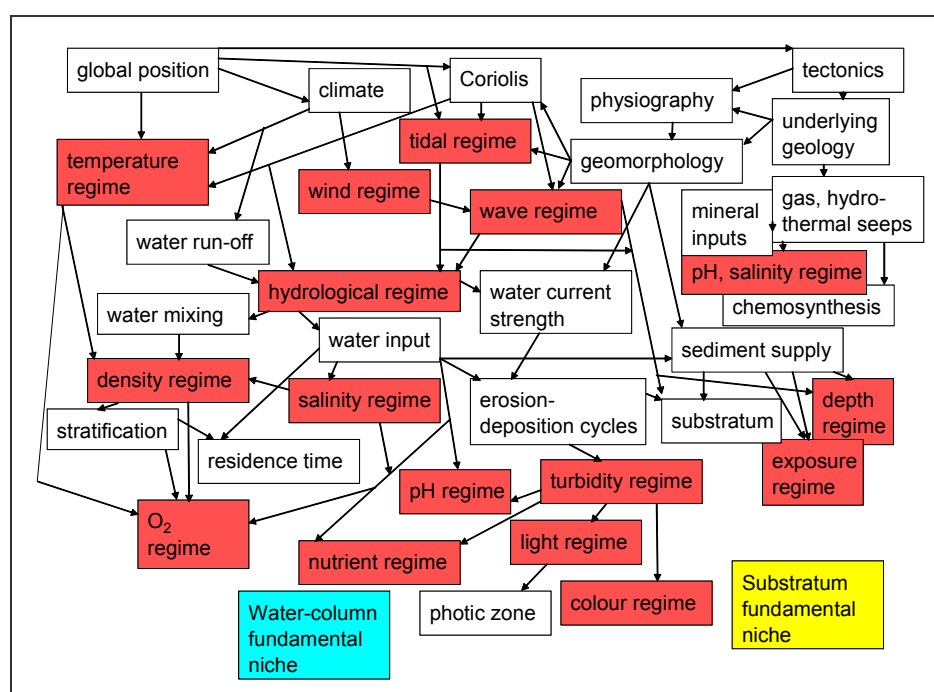 global position
climate
Coriolis
tectonics
physiography
temperature
regime
tidal regime
underlying
geology
geomorphology
wind regime
wave regime
mineral
inputs
gas, hydro-
thermal seeps
water run-off
pH, salinity regime
hydrological regime
water current
strength
chemosynthesis
water mixing
water input
sediment supply
density regime
salinity regime
erosion-
deposition cycles
substratum
depth
regime
stratification
residence time
exposure
regime
pH regime
turbidity regime
O2
regime
nutrient regime
light regime
photic zone
colour regime
Water-column
fundamental
niche
Substratum
fundamental
niche